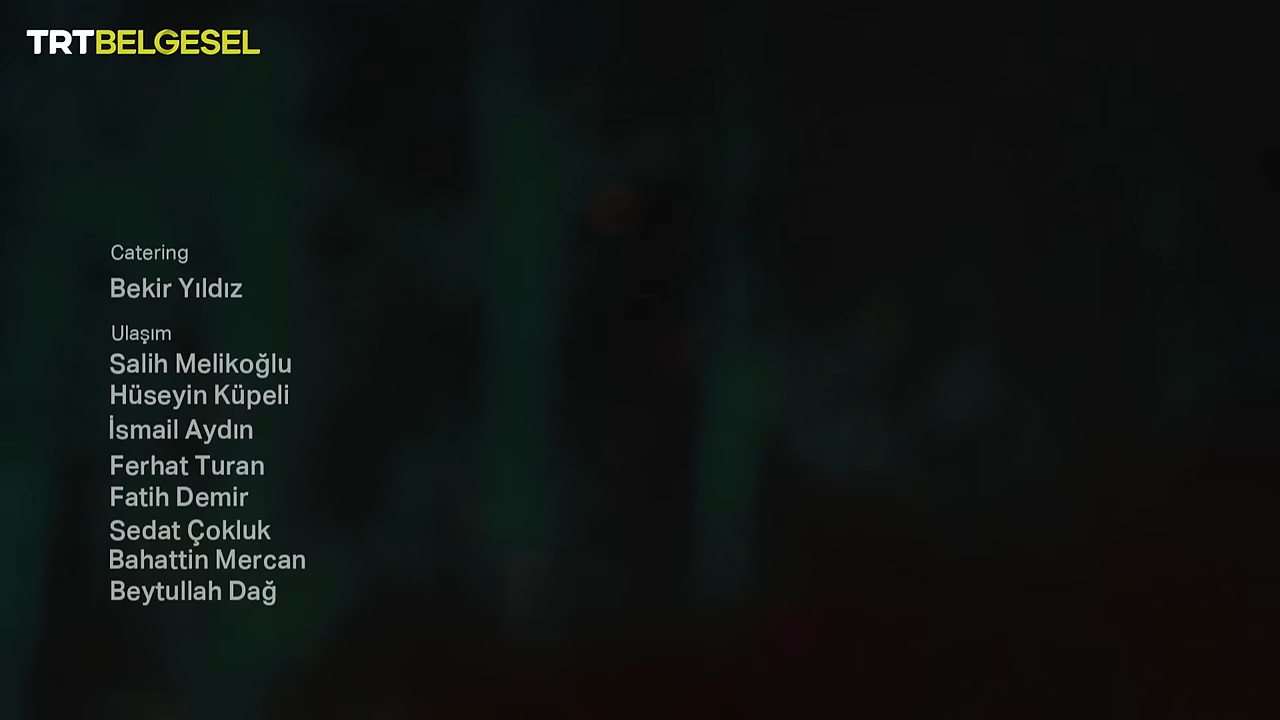 TRTBELGESEL
Catering
Bekir Yıldız
Ulaşım
Salih Melikoğlu
Hüseyin Küpeli
İsmail Aydın
Ferhat Turan
Fatih Demir
Sedat Çokluk
Bahattin Mercan
Beytullah Dağ